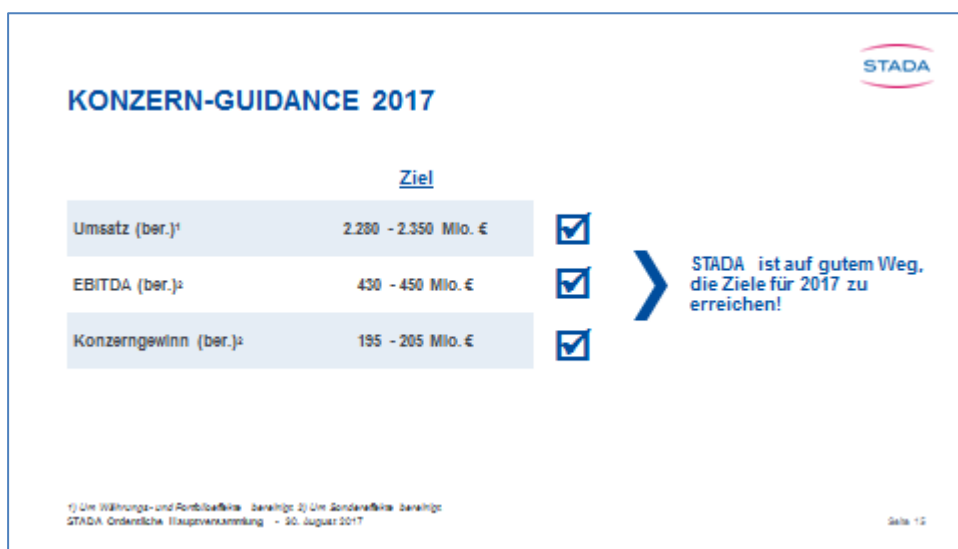 STADA
KONZERN-GUIDANCE 2017
Ziel
Umsatz (ber.)¹ 2.280 - 2.350 Mio. €
EBITDA (ber.)² 430 - 450 Mio. €
Konzerngewinn (ber.)² 195 - 205 Mio. €
STADA ist auf gutem Weg,
die Ziele für 2017 zu
erreichen!
1) Um Währungs- und Portfolioeffekte bereinigt 2) Um Sondereffekte bereinigt
STADA Ordentliche Hauptversammlung - 30. August 2017
Seite 15